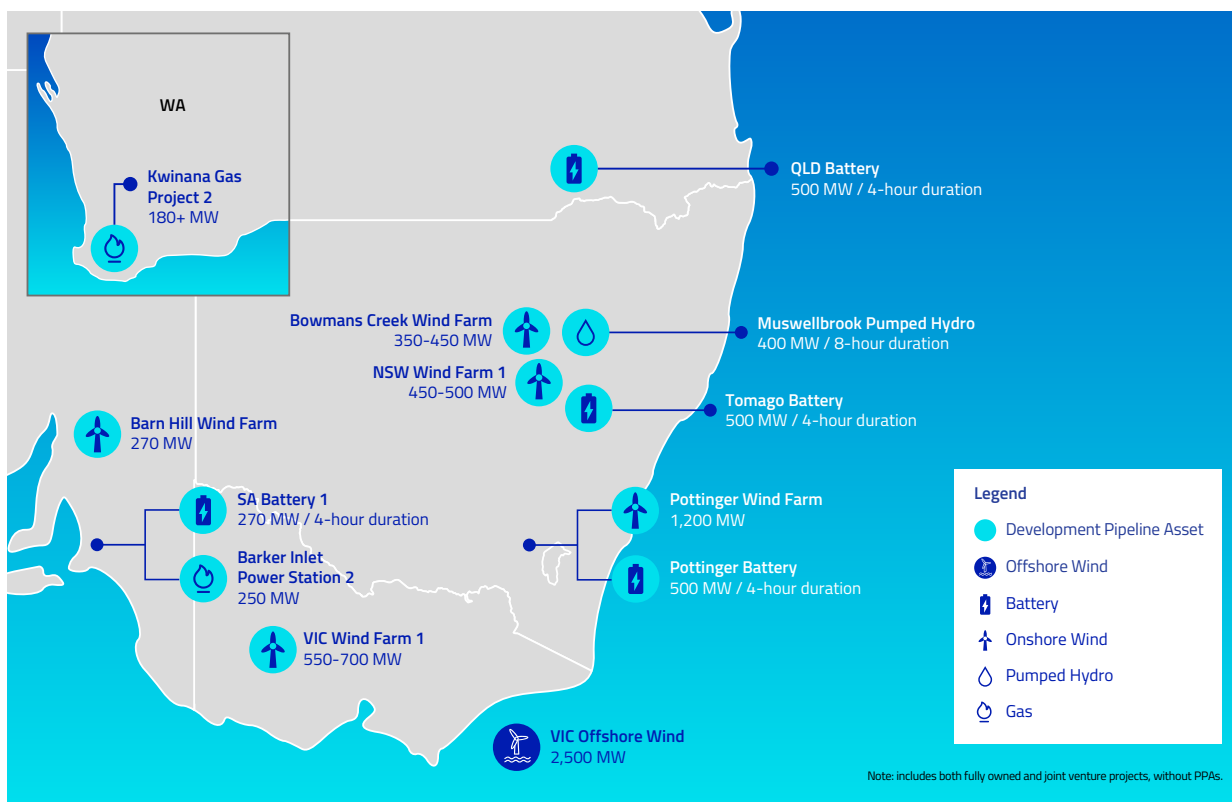 WA
Kwinana Gas
Project 2
180+ MW
QLD Battery
500 MW / 4-hour duration
Bowmans Creek Wind Farm
350-450 MW
Muswellbrook Pumped Hydro
400 MW / 8-hour duration
NSW Wind Farm 1
450-500 MW
Tomago Battery
500 MW / 4-hour duration
Barn Hill Wind Farm
270 MW
SA Battery 1
270 MW / 4-hour duration
Barker Inlet
Power Station 2
250 MW
Pottinger Wind Farm
1,200 MW
Pottinger Battery
500 MW / 4-hour duration
VIC Wind Farm 1
550-700 MW
VIC Offshore Wind
2,500 MW
Legend
Development Pipeline Asset
Offshore Wind
Battery
Onshore Wind
Pumped Hydro
Gas
Note: includes both fully owned and joint venture projects, without PPAs.